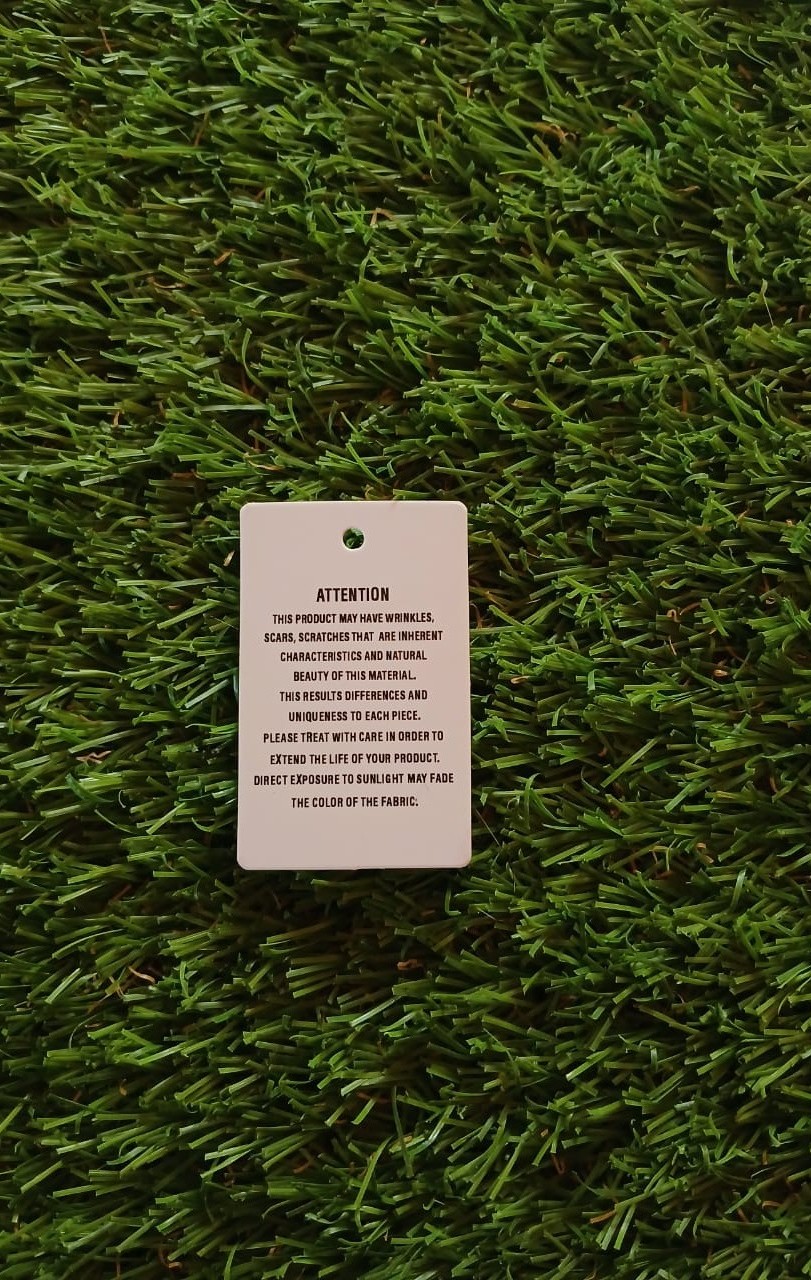 ATTENTION
THIS PRODUCT MAY HAVE WRINKLES,
SCARS, SCRATCHES THAT ARE INHERENT
CHARACTERISTICS AND NATURAL
BEAUTY OF THIS MATERIAL.
THIS RESULTS DIFFERENCES AND
UNIQUENESS TO EACH PIECE.
PLEASE TREAT WITH CARE IN ORDER TO
EXTEND THE LIFE OF YOUR PRODUCT.
DIRECT EXPOSURE TO SUNLIGHT MAY FADE
THE COLOR OF THE FABRIC.